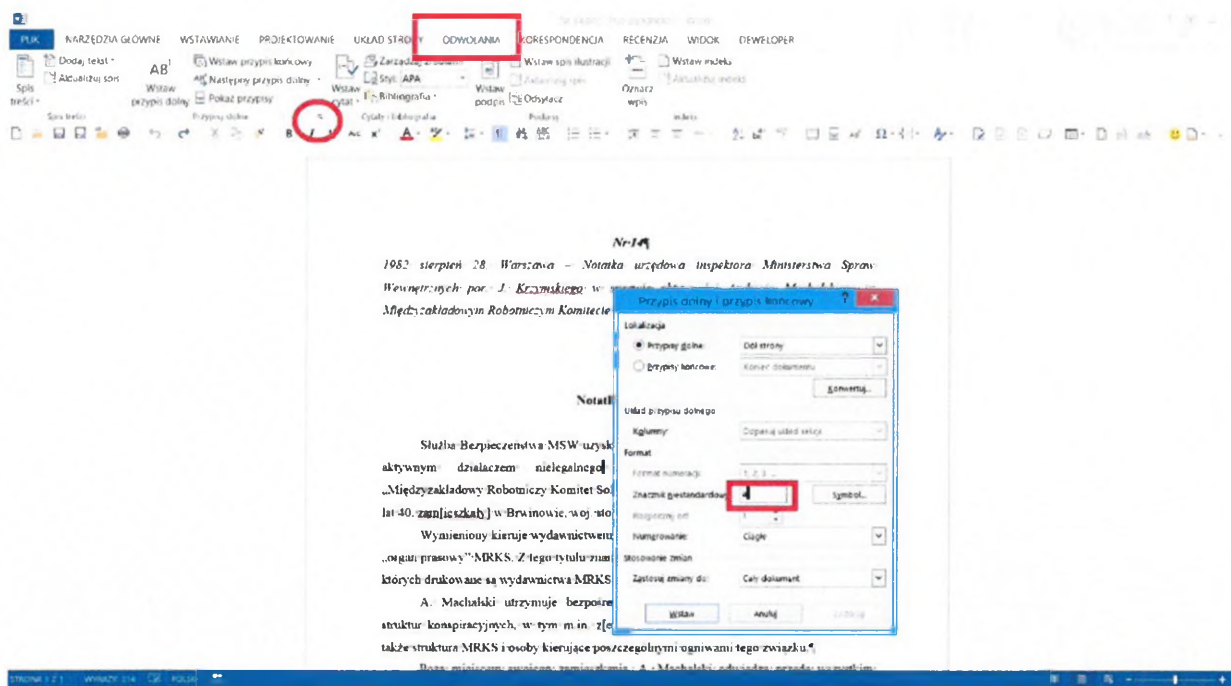 PLIK NARZĘDZIA GŁÓWNE WSTAWIANIE PROJEKTOWANIE UKŁAD STRONY ODWOŁANIA KORESPONDENCJA RECENZJA WIDOK DEWELOPER
Spis treści
Dodaj tekst
Aktualizuj spis
Spis treści
AB¹
Wstaw przypis dolny
Wstaw przypis końcowy
Następny przypis dolny
Pokaż przypisy
Przypisy dolne
Wstaw cytat
Zarządzaj źródłami
Styl: APA
Bibliografia
Cytaty i bibliografia
Wstaw podpis
Wstaw spis ilustracji
Odsyłacz
Podpisy
Oznacz wpis
Wstaw indeks
Aktualizuj indeks
Indeks
Nr 14¶
1982 sierpień 28, Warszawa – Notatka urzędowa inspektora Ministerstwa Spraw
Wewnętrznych por. J. Krzymskiego w
Międzyzakładowym Robotniczym Komitecie
Służba Bezpieczeństwa MSW uzysk
aktywnym działaczem nielegalnego
„Międzyzakładowy Robotniczy Komitet So
lat 40. zam[ieszkały] w Brwinowie, woj. sto
Wymieniony kieruje wydawnictwem
„organ prasowy” MRKS. Z tego tytułu zna
których drukowane są wydawnictwa MRKS
A. Machalski utrzymuje bezpośre
struktur konspiracyjnych, w tym m.in. z[e
także struktura MRKS i osoby kierujące poszczególnymi ogniwami tego związku.¶
Przypis dolny i przypis końcowy ?
Lokalizacja
Przypisy dolne: Dół strony
Przypisy końcowe: Koniec dokumentu
Konwertuj...
Układ przypisu dolnego
Kolumny: Dopasuj układ sekcji
Format
Format numeracji: 1, 2, 3 ...
Znacznik niestandardowy Symbol...
Rozpocznij od: 1
Numerowanie: Ciągłe
Stosowanie zmian
Zastosuj zmiany do: Cały dokument
Wstaw Anuluj Zastosuj
STRONA 1 Z 1 WYRAZY: 214 POLSKI